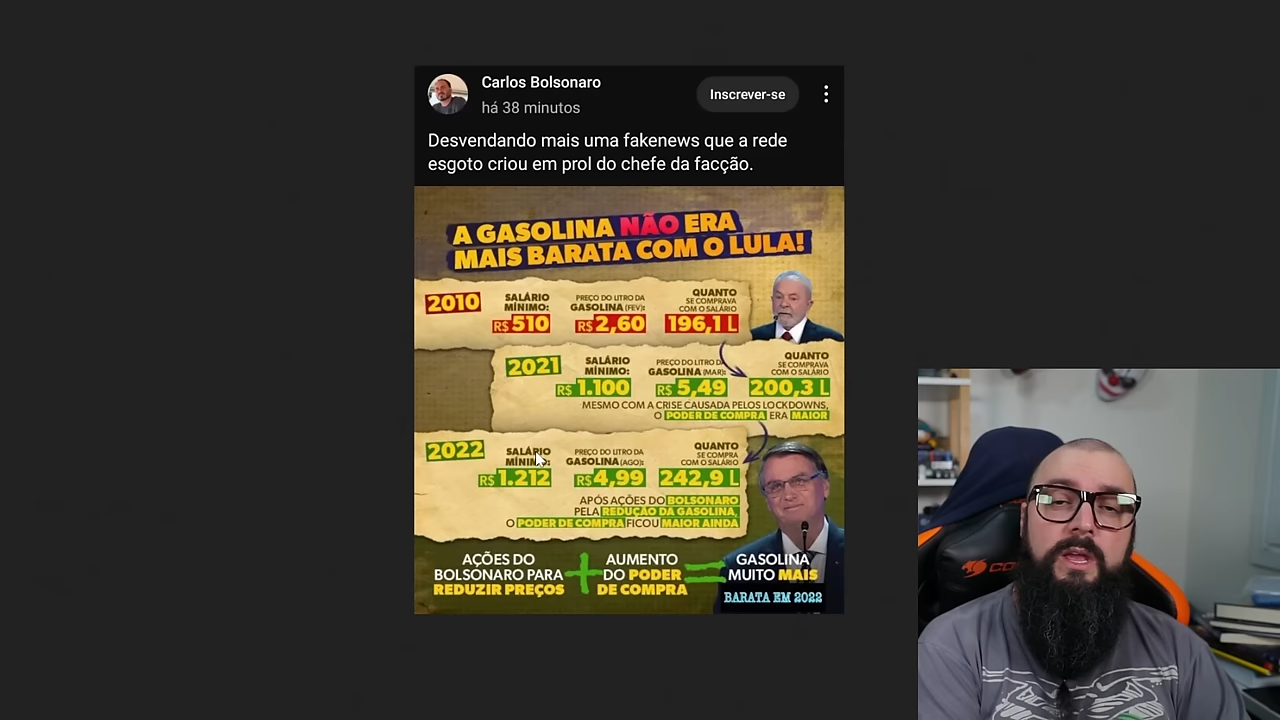 Carlos Bolsonaro
há 38 minutos
Inscrever-se
Desvendando mais uma fakenews que a rede
esgoto criou em prol do chefe da facção.
A GASOLINA NÃO ERA
MAIS BARATA COM O LULA!
2010
SALÁRIO
MÍNIMO:
R$ 510
PREÇO DO LITRO DA
GASOLINA (FEV):
R$ 2,60
QUANTO
SE COMPRAVA
COM O SALÁRIO
196,1 L
2021
SALÁRIO
MÍNIMO:
R$ 1.100
PREÇO DO LITRO DA
GASOLINA (MAR):
R$ 5,49
QUANTO
SE COMPRAVA
COM O SALÁRIO
200,3 L
MESMO COM A CRISE CAUSADA PELOS LOCKDOWNS,
O PODER DE COMPRA ERA MAIOR
2022
SALÁRIO
MÍNIMO:
R$ 1.212
PREÇO DO LITRO DA
GASOLINA (AGO):
R$ 4,99
QUANTO
SE COMPRA
COM O SALÁRIO
242,9 L
APÓS AÇÕES DO BOLSONARO
PELA REDUÇÃO DA GASOLINA,
O PODER DE COMPRA FICOU MAIOR AINDA
AÇÕES DO
BOLSONARO PARA
REDUZIR PREÇOS
+
AUMENTO
DO PODER
DE COMPRA
=
GASOLINA
MUITO MAIS
BARATA EM 2022